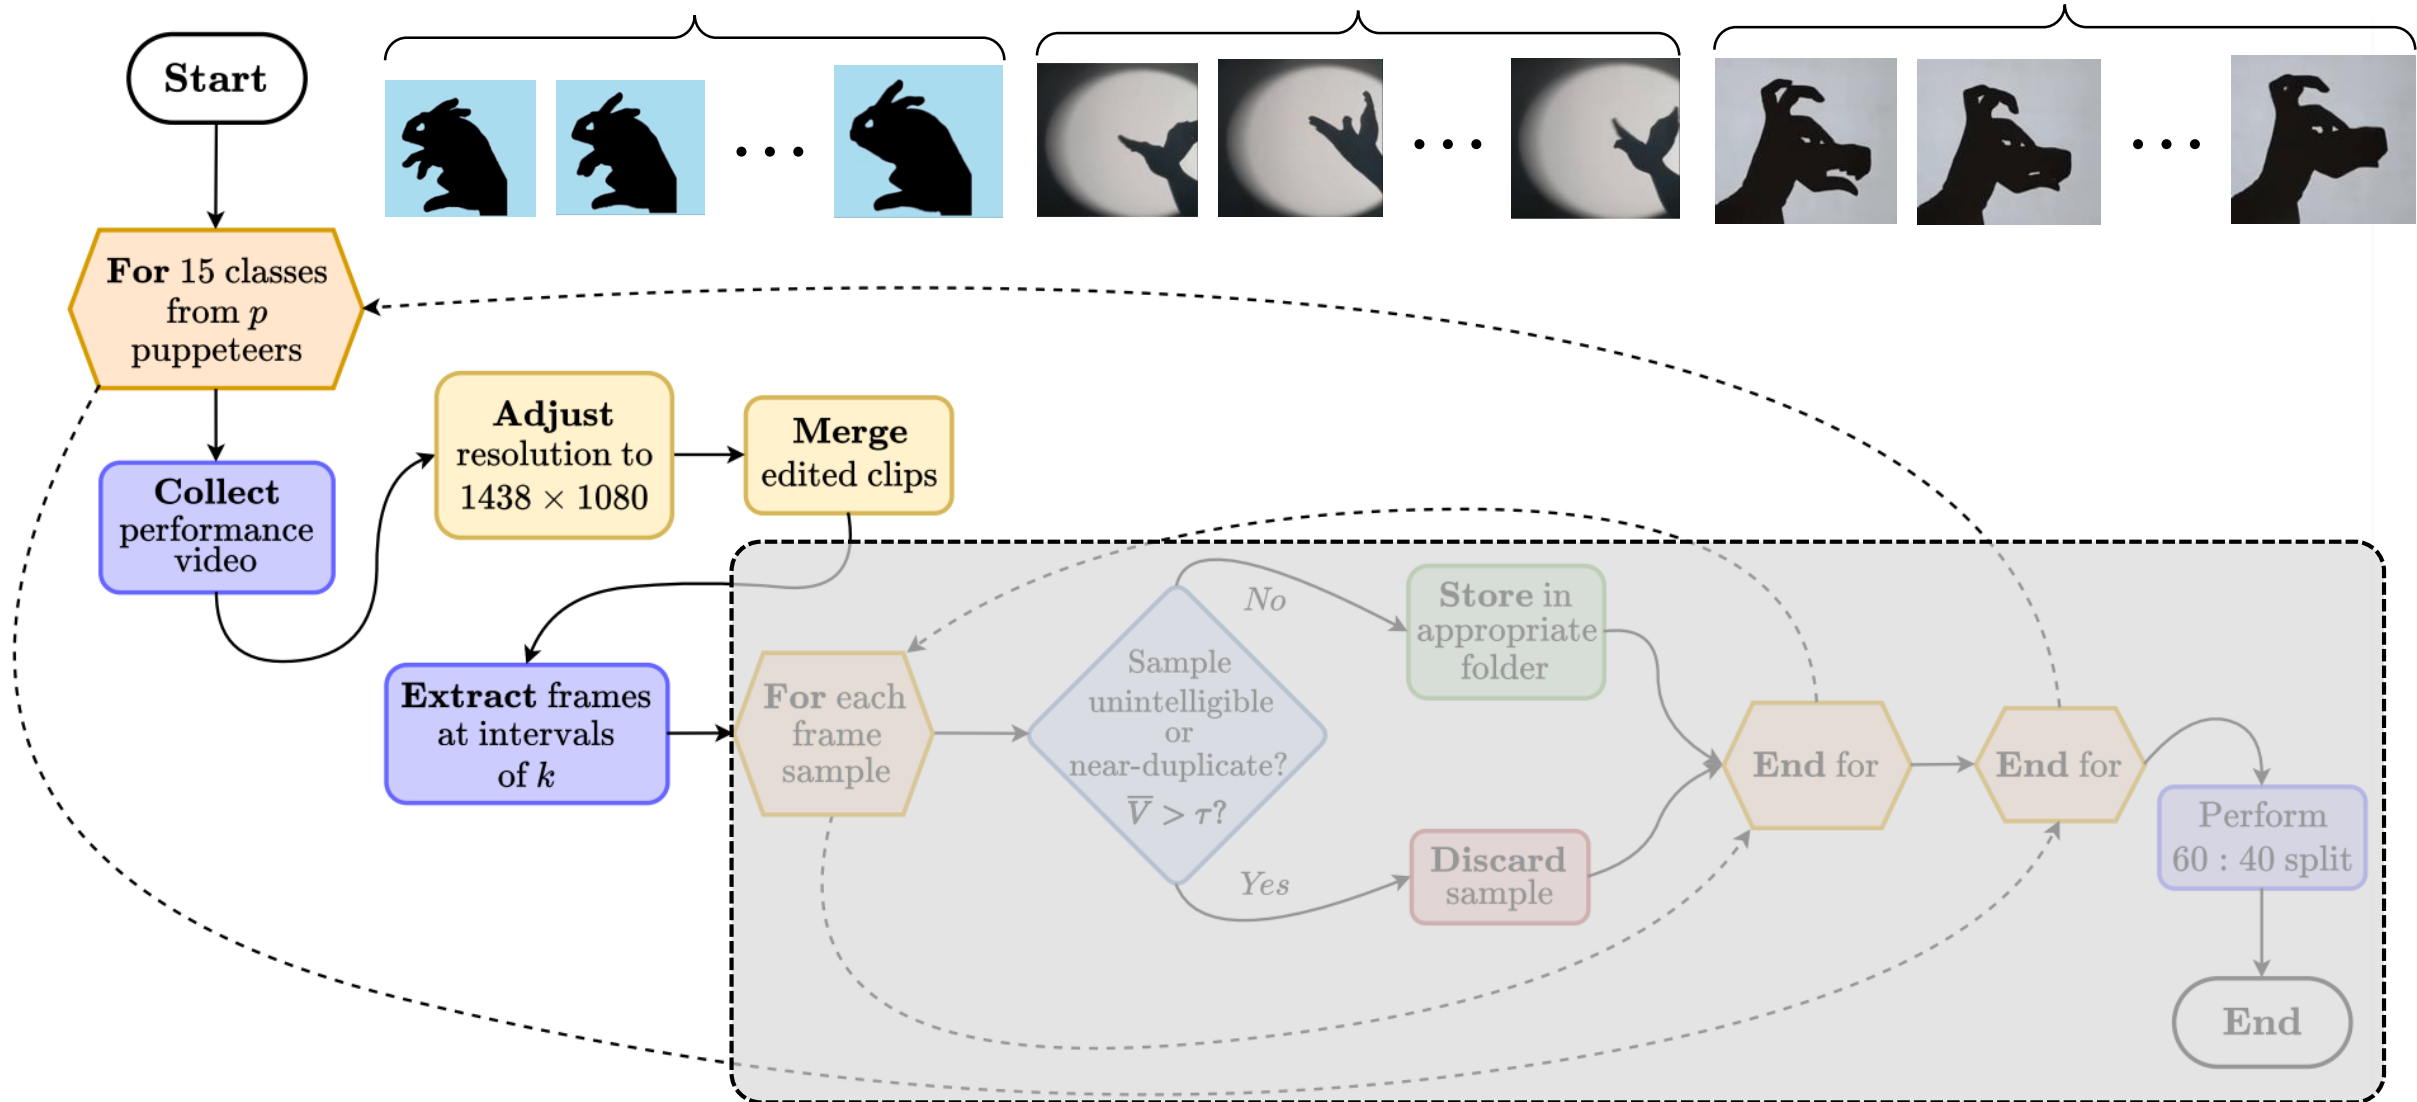 Start
For 15 classes
from p
puppeteers
Collect
performance
video
Adjust
resolution to
1438 × 1080
Merge
edited clips
Extract frames
at intervals
of k
For each
frame
sample
Sample
unintelligible
or
near-duplicate?
V̅ > τ?
No
Yes
Store in
appropriate
folder
Discard
sample
End for
End for
Perform
60 : 40 split
End